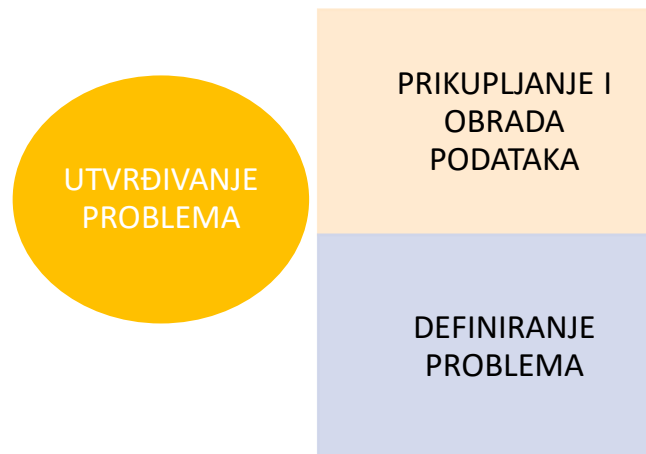 UTVRĐIVANJE
PROBLEMA
PRIKUPLJANJE I
OBRADA
PODATAKA
DEFINIRANJE
PROBLEMA